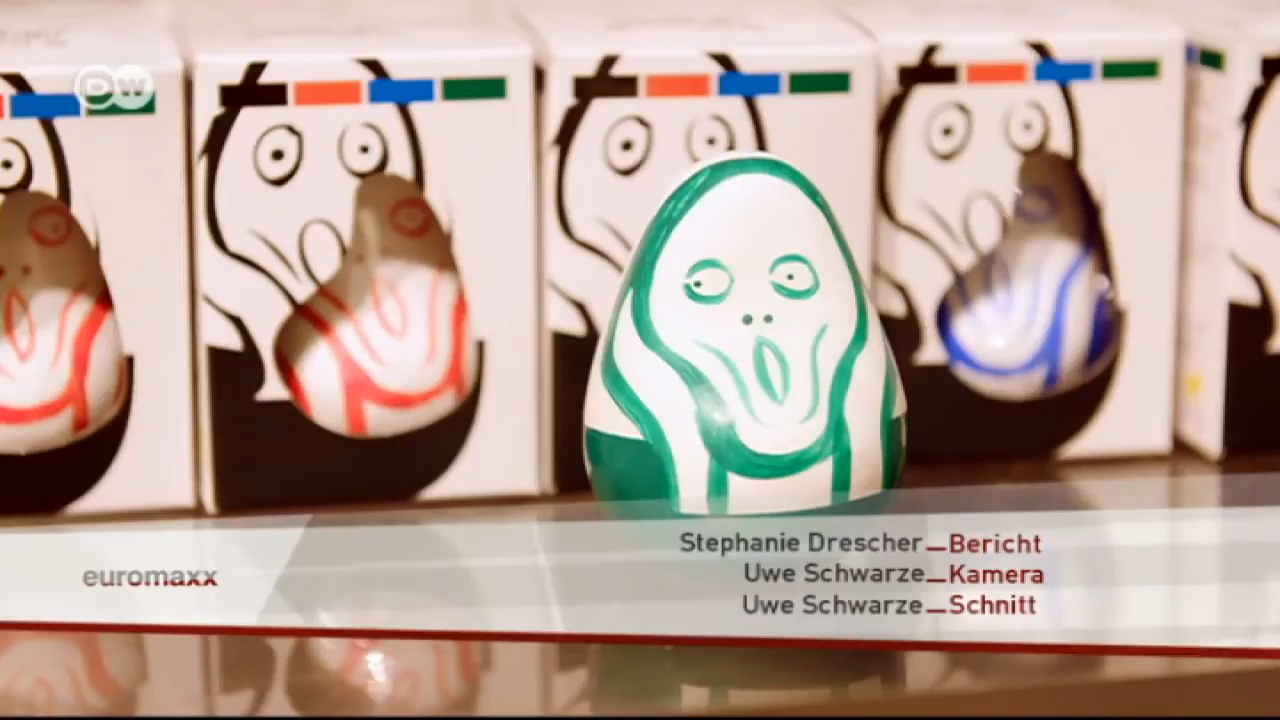 DW
euromaxx
Stephanie Drescher_Bericht
Uwe Schwarze_Kamera
Uwe Schwarze_Schnitt